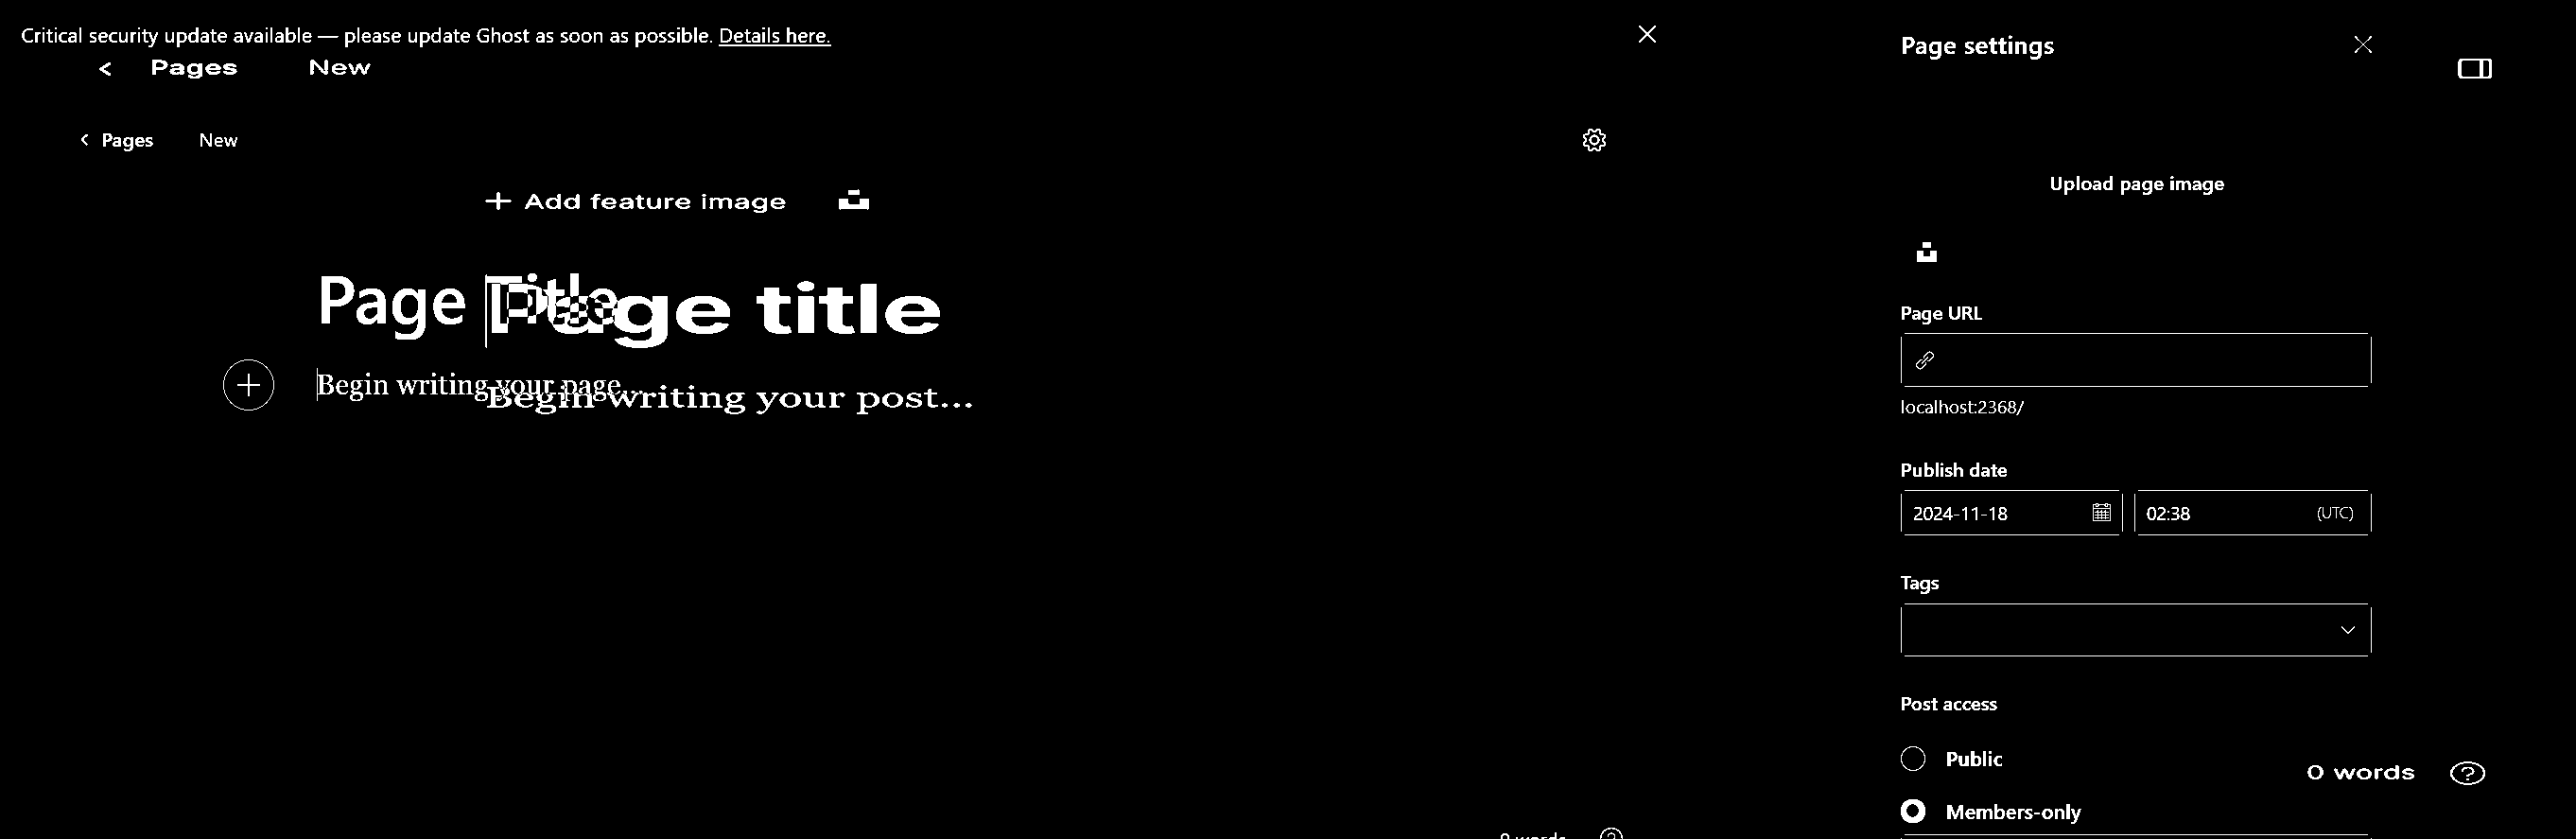 Critical security update available — please update Ghost as soon as possible. Details here.
Page settings
< Pages New
< Pages New
Upload page image
+ Add feature image
Page title
Page title
Page URL
Begin writing your page...
Begin writing your post...
localhost:2368/
Publish date
2024-11-18 02:38 (UTC)
Tags
Post access
Public
0 words
Members-only
0 words